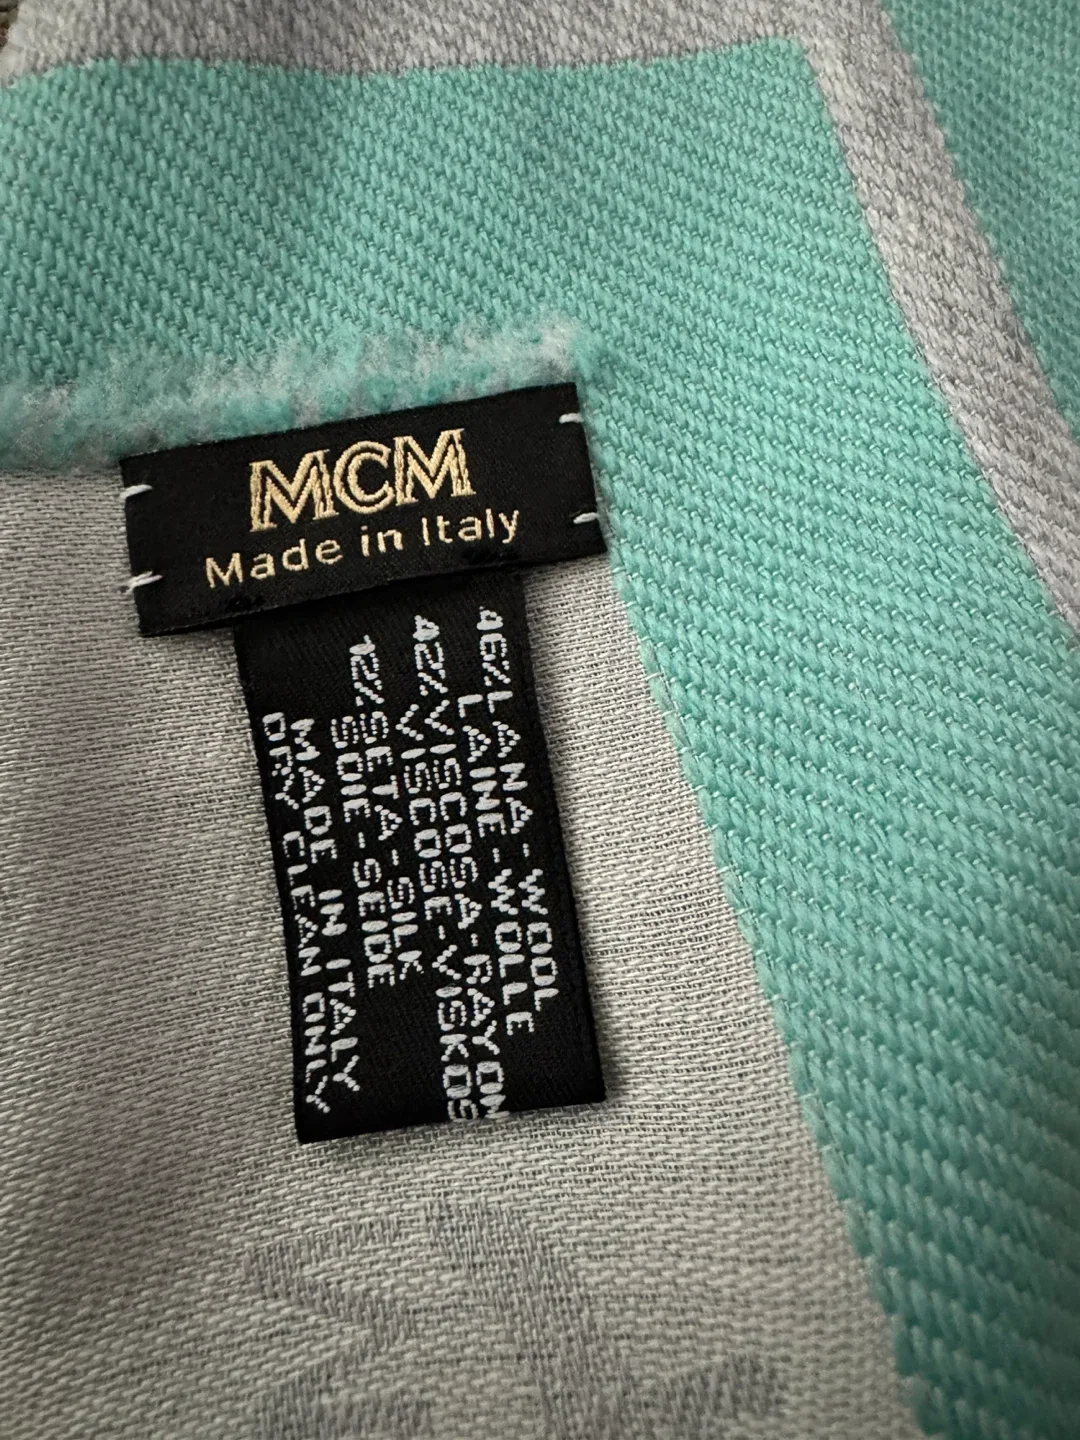 MCM
Made in Italy
46%LANA-WOOL
LAINE-WOLLE
42%VISCOSA-RAYON
VISCOSE-VISKOS
12%SETA-SILK
SOIE-SEIDE
MADE IN ITALY
DRY CLEAN ONLY